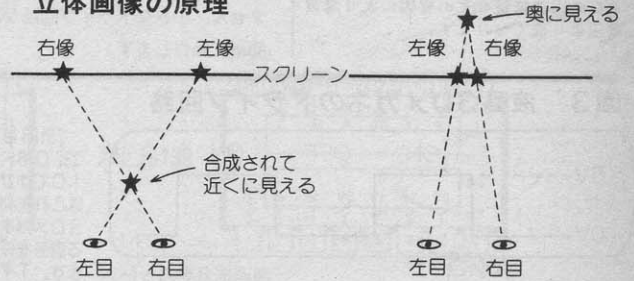 立体画像の原理
奥に見える
右像
左像
左像
右像
スクリーン
合成されて
近くに見える
左目
右目
左目
右目